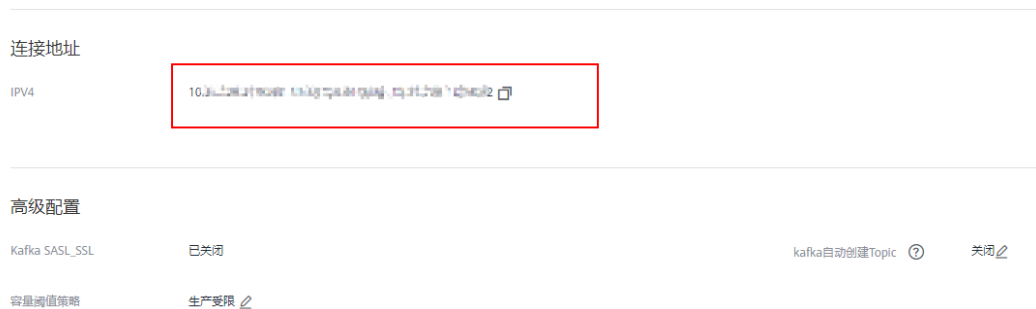 连接地址
IPV4
高级配置
Kafka SASL_SSL 已关闭 kafka自动创建Topic ? 关闭
容量阈值策略 生产受限